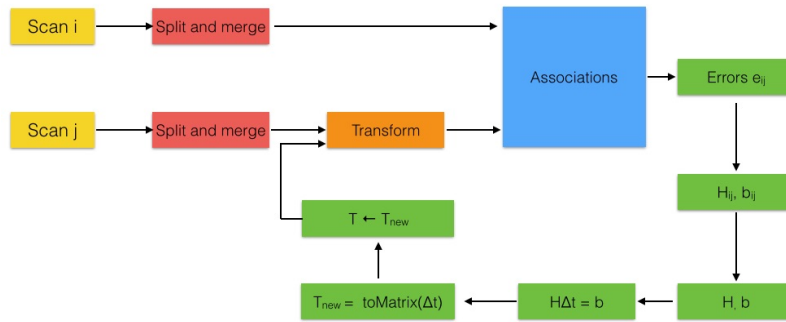 Scan i
Split and merge
Associations
Errors eᵢⱼ
Scan j
Split and merge
Transform
Hᵢⱼ, bᵢⱼ
T ← Tnew
Tnew = toMatrix(Δt)
HΔt = b
H, b